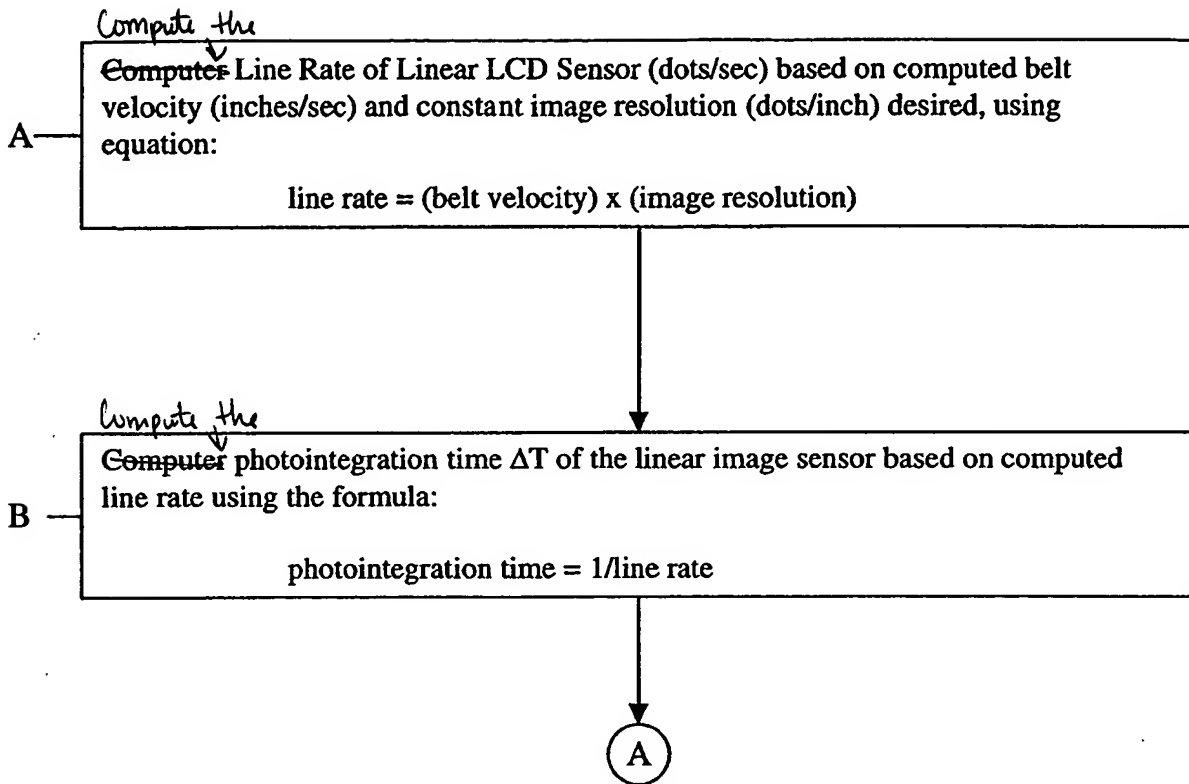 Compute the
Computer Line Rate of Linear LCD Sensor (dots/sec) based on computed belt
velocity (inches/sec) and constant image resolution (dots/inch) desired, using
A
equation:
line rate = (belt velocity) x (image resolution)
Compute the
Computer photointegration time ΔT of the linear image sensor based on computed
line rate using the formula:
B
photointegration time = 1/line rate
A